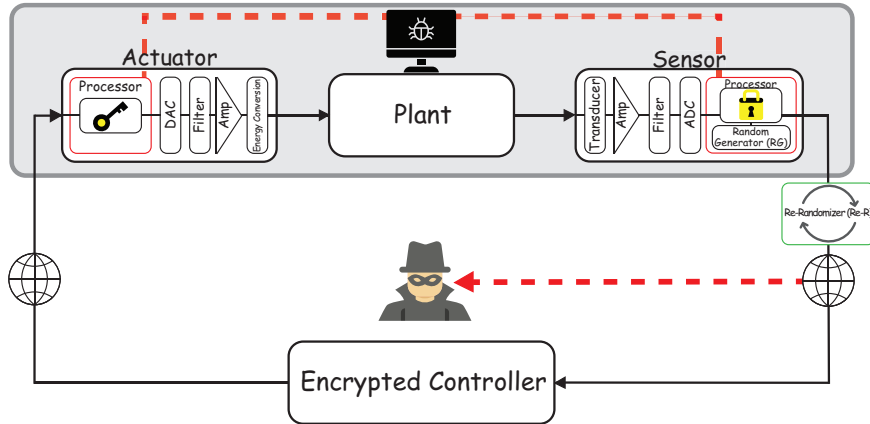 Actuator
Sensor
Processor
DAC
Filter
Amp
Energy Conversion
Plant
Transducer
Amp
Filter
ADC
Processor
Random
Generator (RG)
Re-Randomizer (Re-R)
Encrypted Controller